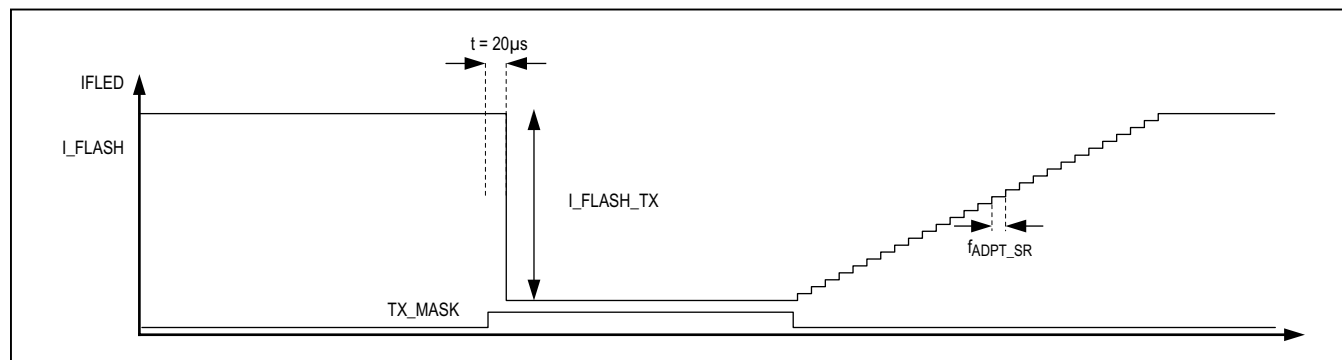 t = 20µs
IFLED
I_FLASH
I_FLASH_TX
fADPT_SR
TX_MASK